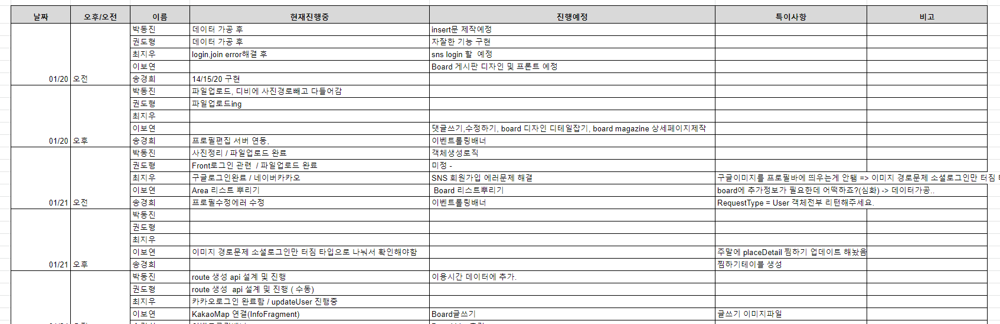 날짜 오후/오전 이름 현재진행중 진행예정 특이사항 비고
박동진 데이터 가공 후 insert문 제작예정
권도형 데이터 가공 후 자잘한 기능 구현
최지우 login,join error해결 후 sns login 할 예정
이보연 Board 게시판 디자인 및 프론트 예정
01/20 오전 송경희 14/15/20 구현
박동진 파일업로드, 디비에 사진경로빼고 다들어감
권도형 파일업로드ing
최지우
이보연 댓글쓰기,수정하기, board 디자인 디테일잡기, board magazine 상세페이지제작
01/20 오후 송경희 프로필편집 서버 연동, 이벤트롤링배너
박동진 사진정리 / 파일업로드 완료 객체생성로직
권도형 Front로그인 관련 / 파일업로드 완료 미정 -
최지우 구글로그인완료 / 네이버카카오 SNS 회원가입 에러문제 해결 구글이미지를 프로필바에 띄우는게 안됌 => 이미지 경로문제 소셜로그인만 터짐
이보연 Area 리스트 뿌리기 Board 리스트뿌리기 board에 추가정보가 필요한데 어떡하죠?(심화) -> 데이터가공..
01/21 오전 송경희 프로필수정에러 수정 이벤트롤링배너 RequestType = User 객체전부 리턴해주세요.
박동진
권도형
최지우
이보연 이미지 경로문제 소셜로그인만 터짐 타입으로 나눠서 확인해야함 주말에 placeDetail 찜하기 업데이트 해놨음
01/21 오후 송경희 찜하기테이블 생성
박동진 route 생성 api 설계 및 진행 이용시간 데이터에 추가.
권도형 route 생성 api 설계 및 진행 ( 수동)
최지우 카카오로그인 완료함 / updateUser 진행중
이보연 KakaoMap 연결(InfoFragment) Board글쓰기 글쓰기 이미지파일